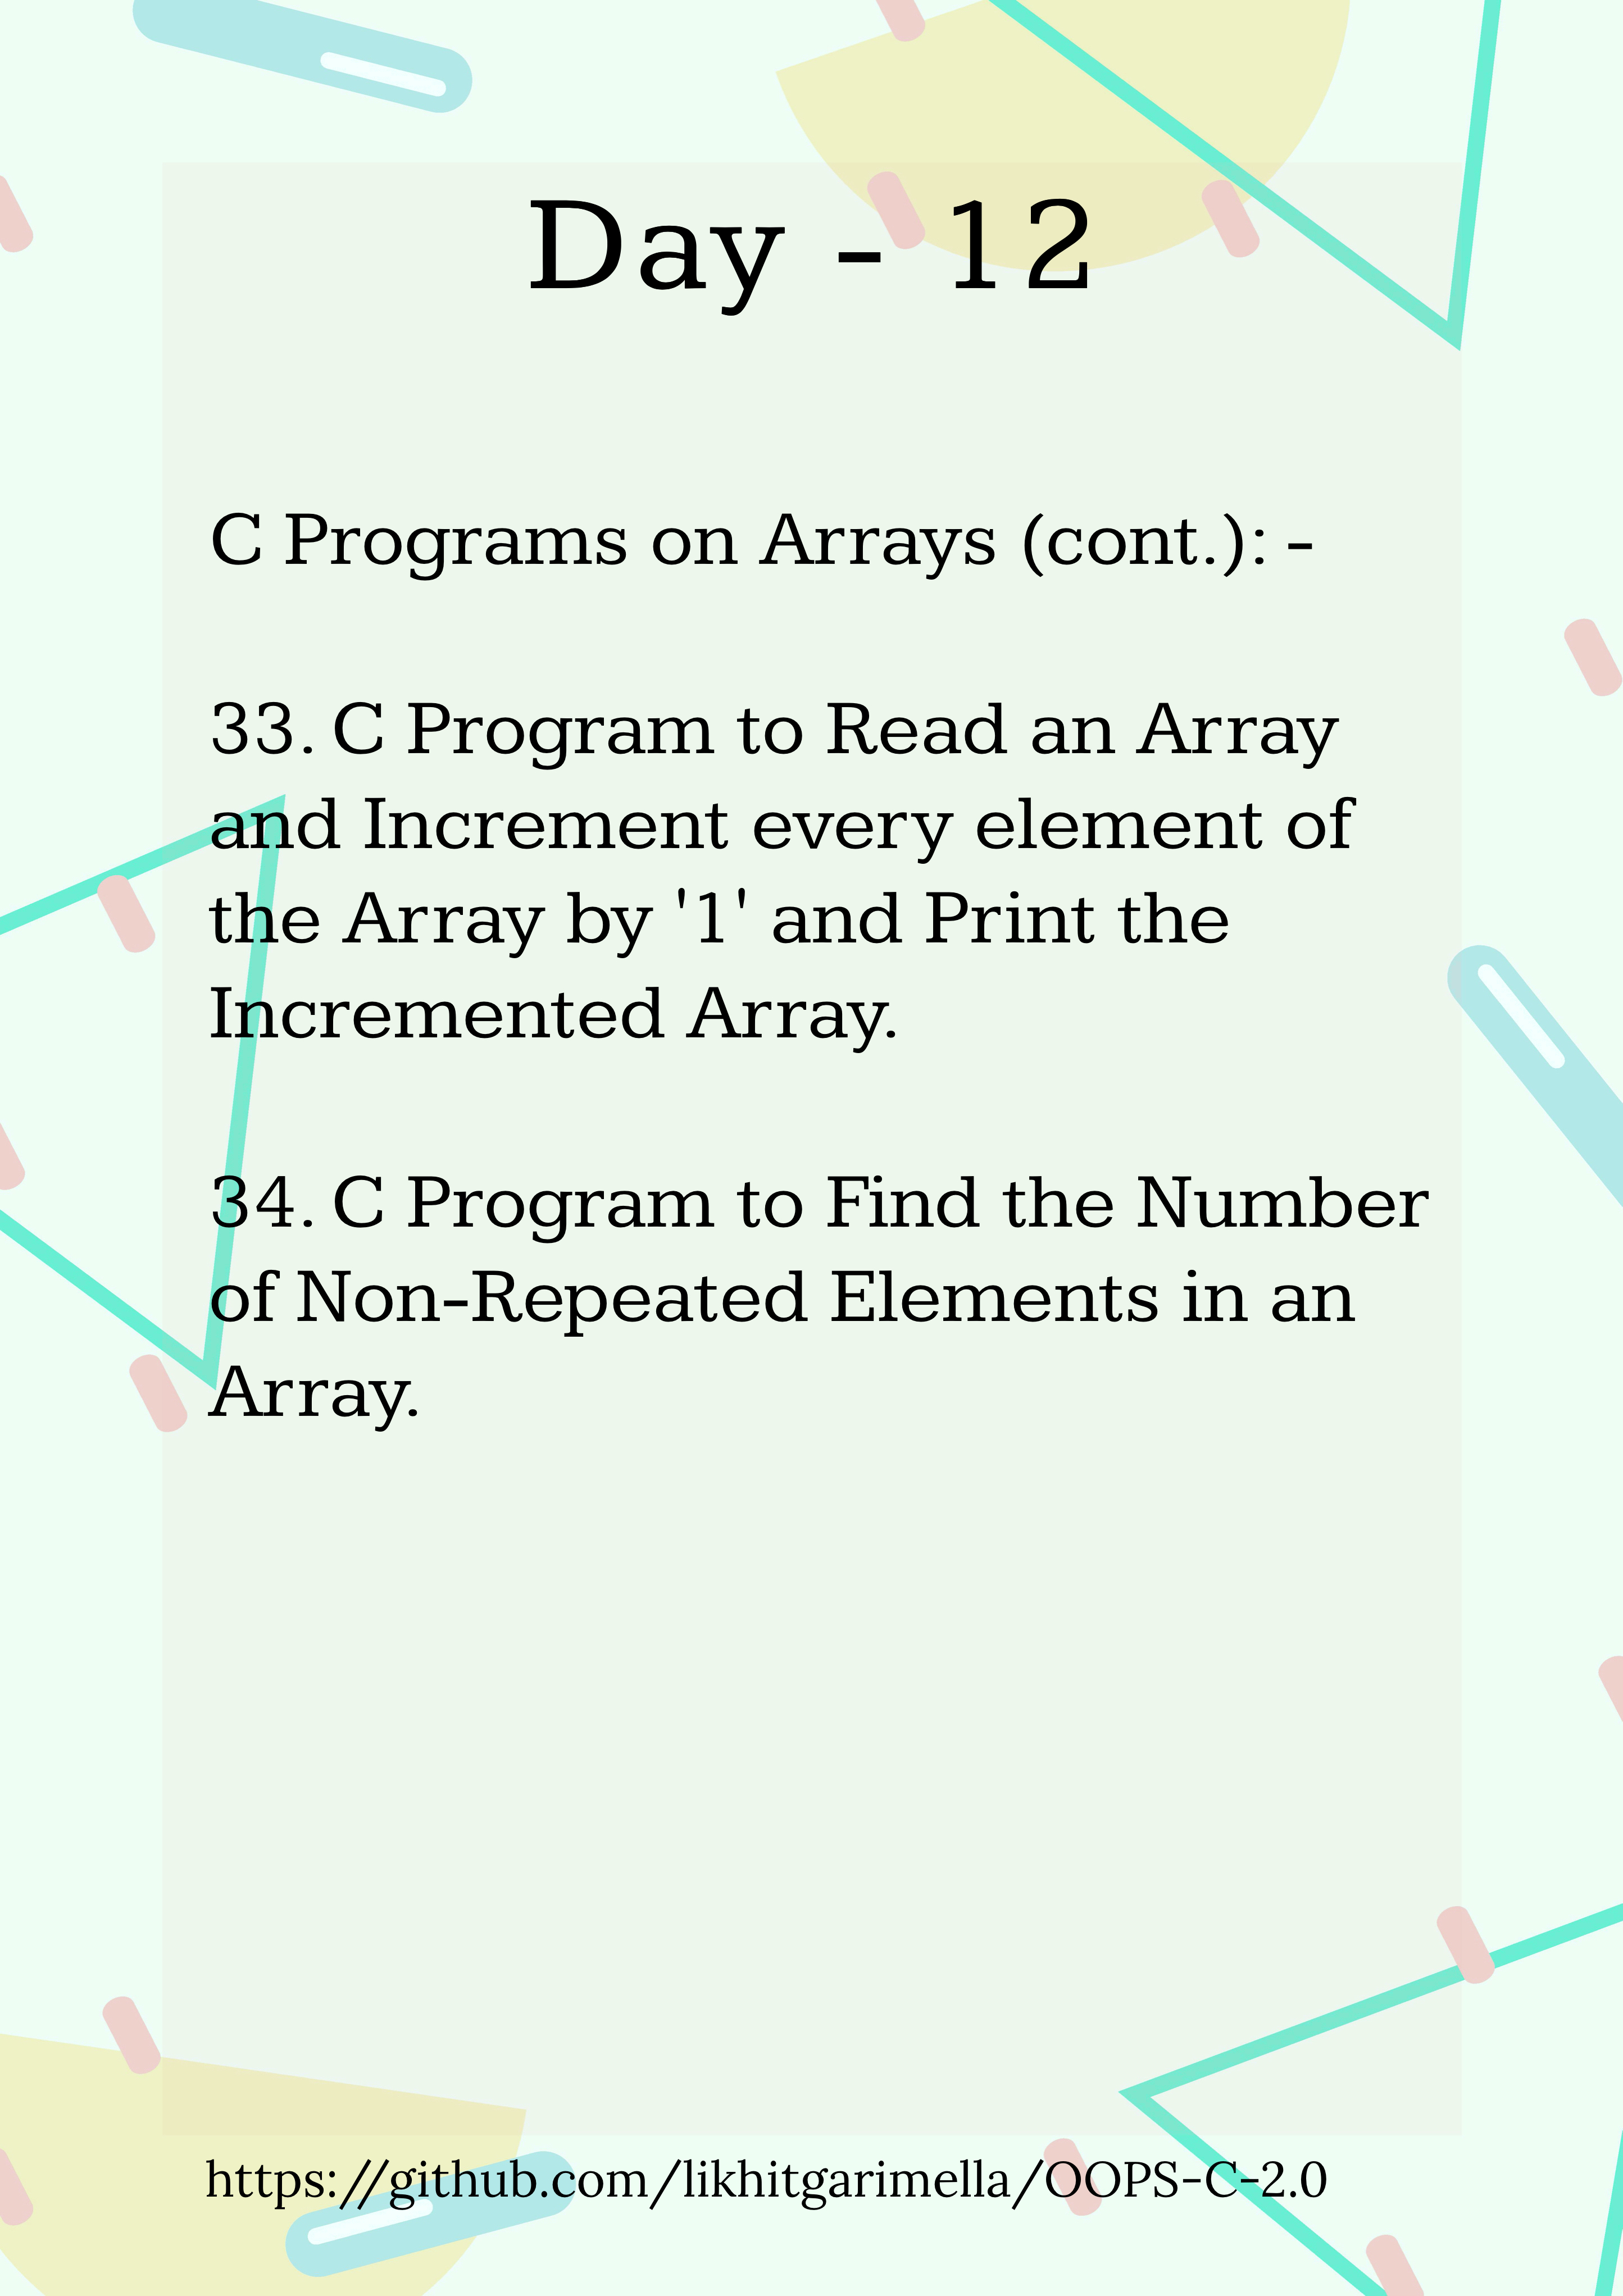 Day - 12
C Programs on Arrays (cont.): -
33. C Program to Read an Array
and Increment every element of
the Array by '1' and Print the
Incremented Array.
34. C Program to Find the Number
of Non-Repeated Elements in an
Array.
https://github.com/likhitgarimella/OOPS-C-2.0